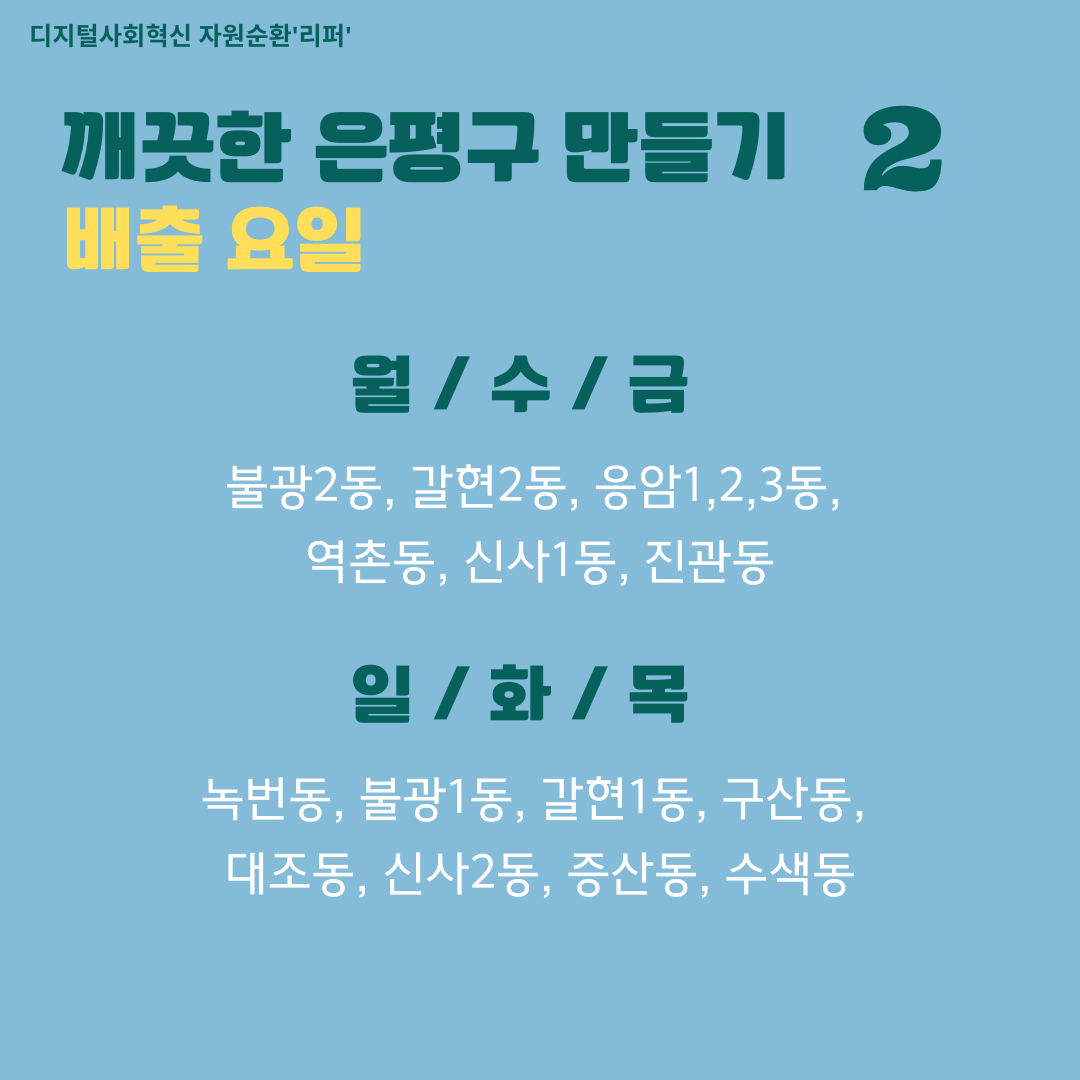 디지털사회혁신 자원순환'리퍼'
깨끗한 은평구 만들기 2
배출 요일
월 / 수 / 금
불광2동, 갈현2동, 응암1,2,3동,
역촌동, 신사1동, 진관동
일 / 화 / 목
녹번동, 불광1동, 갈현1동, 구산동,
대조동, 신사2동, 증산동, 수색동